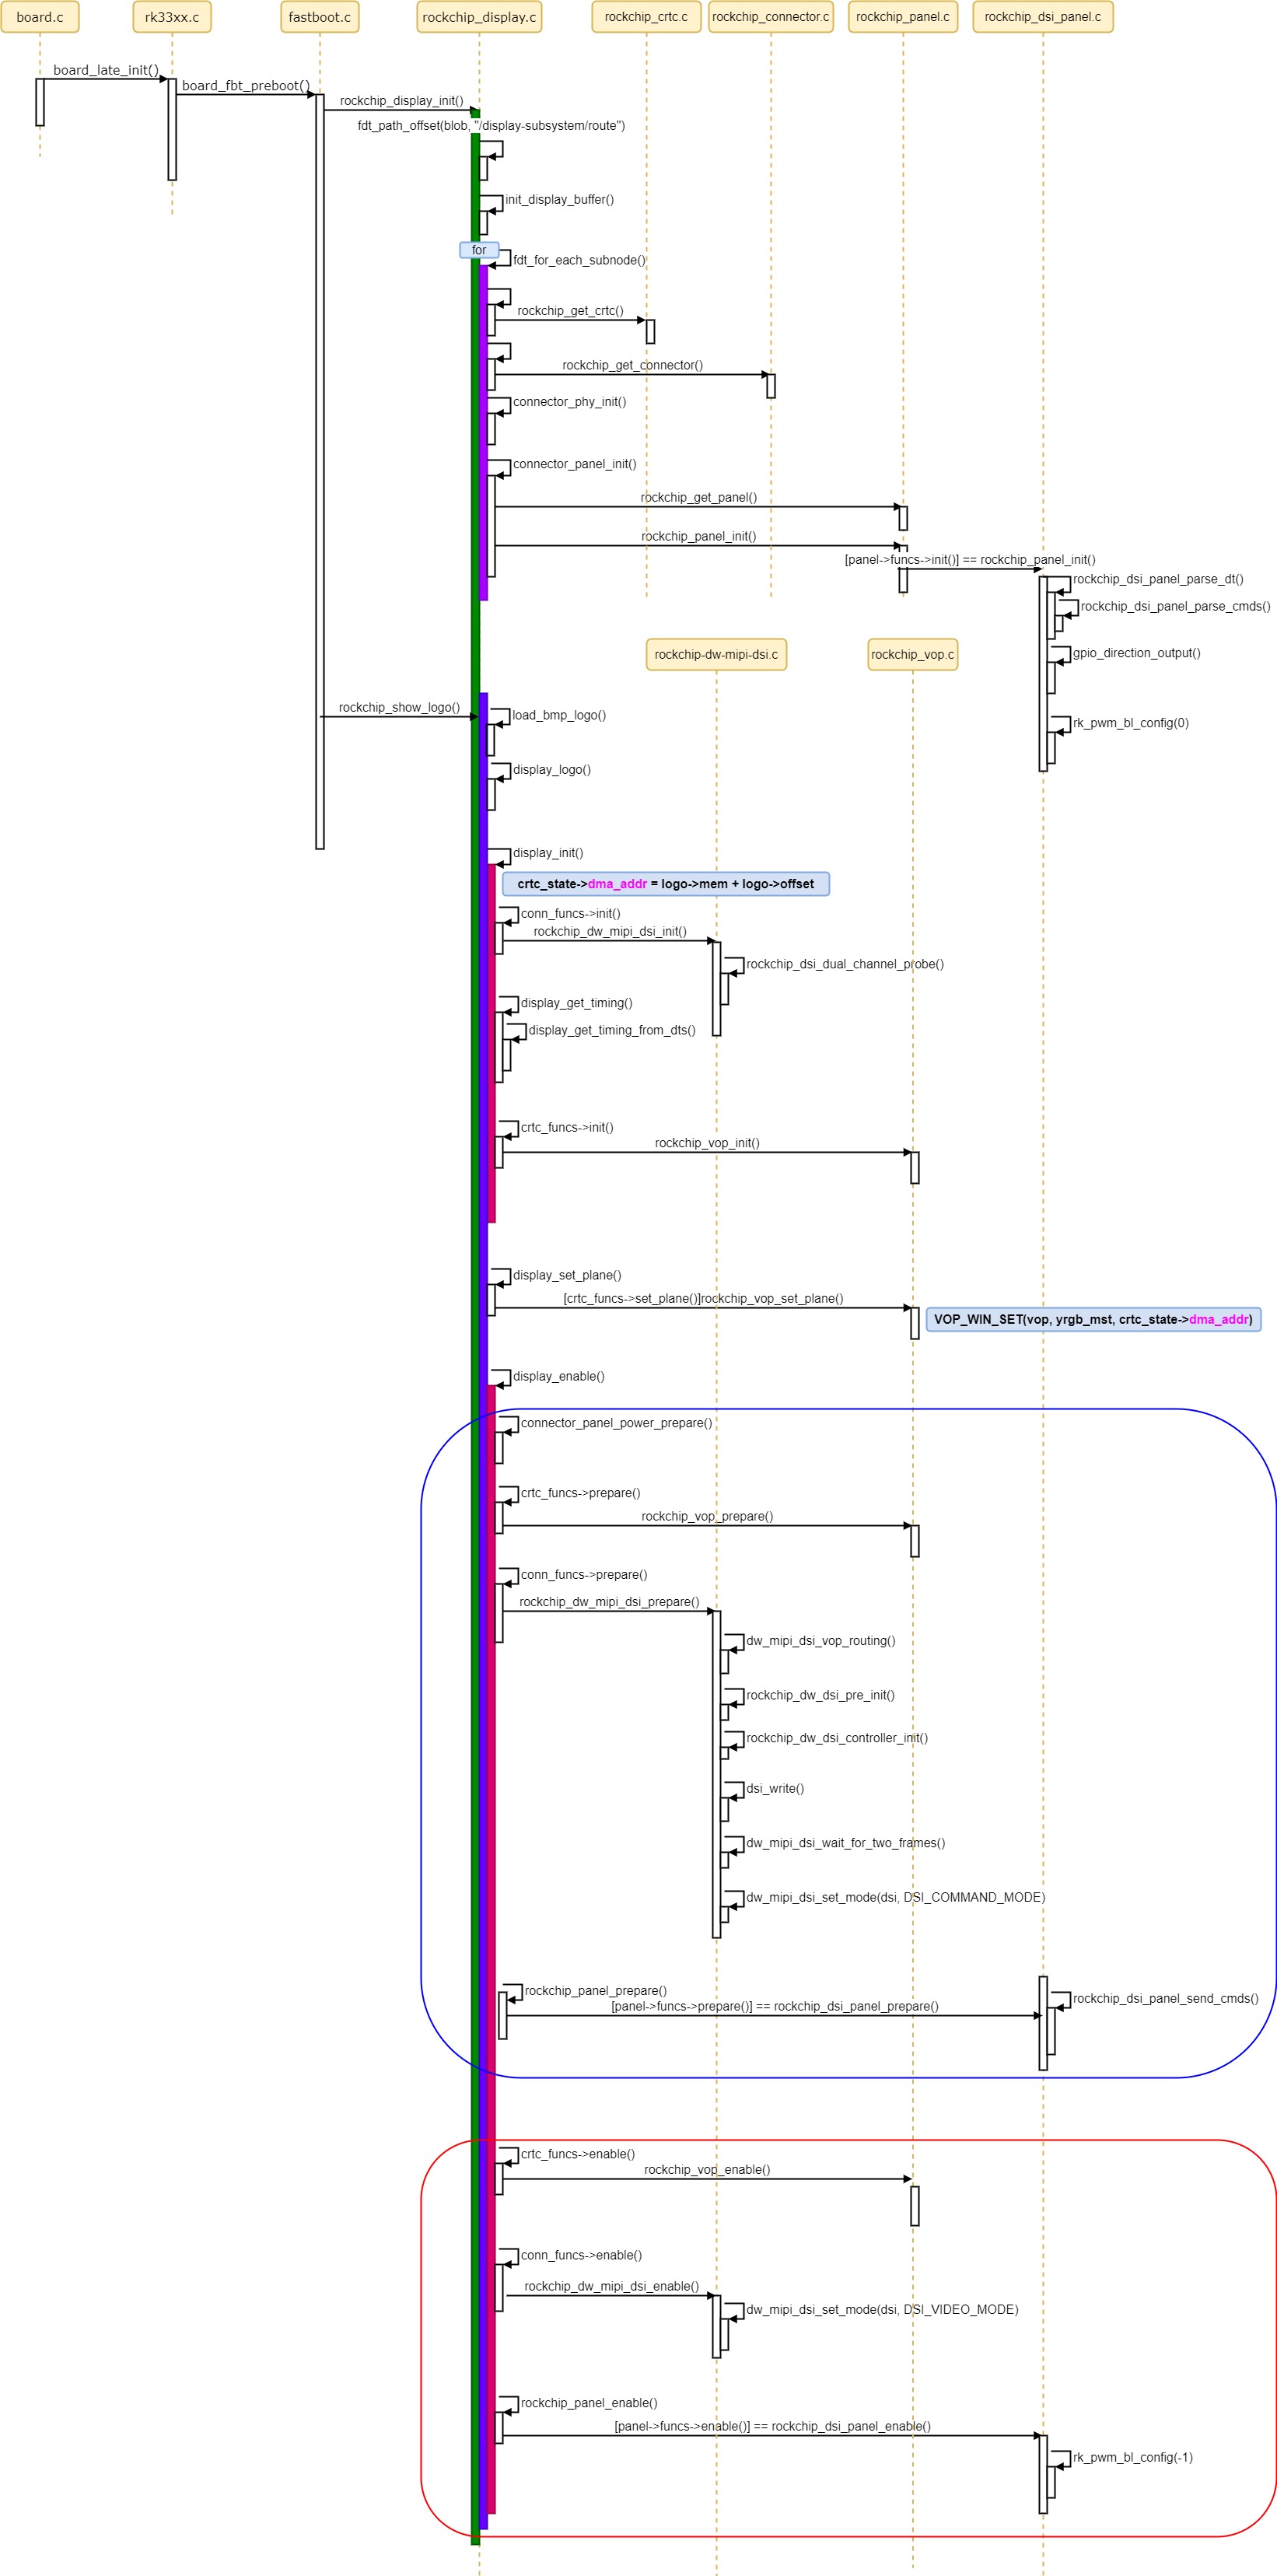 board.c
rk33xx.c
fastboot.c
rockchip_display.c
rockchip_crtc.c
rockchip_connector.c
rockchip_panel.c
rockchip_dsi_panel.c
board_late_init()
board_fbt_preboot()
rockchip_display_init()
fdt_path_offset(blob, "/display-subsystem/route")
init_display_buffer()
for
fdt_for_each_subnode()
rockchip_get_crtc()
rockchip_get_connector()
connector_phy_init()
connector_panel_init()
rockchip_get_panel()
rockchip_panel_init()
[panel->funcs->init()] == rockchip_panel_init()
rockchip_dsi_panel_parse_dt()
rockchip_dsi_panel_parse_cmds()
gpio_direction_output()
rockchip-dw-mipi-dsi.c
rockchip_vop.c
rockchip_show_logo()
load_bmp_logo()
rk_pwm_bl_config(0)
display_logo()
display_init()
crtc_state->dma_addr = logo->mem + logo->offset
conn_funcs->init()
rockchip_dw_mipi_dsi_init()
rockchip_dsi_dual_channel_probe()
display_get_timing()
display_get_timing_from_dts()
crtc_funcs->init()
rockchip_vop_init()
display_set_plane()
[crtc_funcs->set_plane()]rockchip_vop_set_plane()
VOP_WIN_SET(vop, yrgb_mst, crtc_state->dma_addr)
display_enable()
connector_panel_power_prepare()
crtc_funcs->prepare()
rockchip_vop_prepare()
conn_funcs->prepare()
rockchip_dw_mipi_dsi_prepare()
dw_mipi_dsi_vop_routing()
rockchip_dw_dsi_pre_init()
rockchip_dw_dsi_controller_init()
dsi_write()
dw_mipi_dsi_wait_for_two_frames()
dw_mipi_dsi_set_mode(dsi, DSI_COMMAND_MODE)
rockchip_panel_prepare()
[panel->funcs->prepare()] == rockchip_dsi_panel_prepare()
rockchip_dsi_panel_send_cmds()
crtc_funcs->enable()
rockchip_vop_enable()
conn_funcs->enable()
rockchip_dw_mipi_dsi_enable()
dw_mipi_dsi_set_mode(dsi, DSI_VIDEO_MODE)
rockchip_panel_enable()
[panel->funcs->enable()] == rockchip_dsi_panel_enable()
rk_pwm_bl_config(-1)